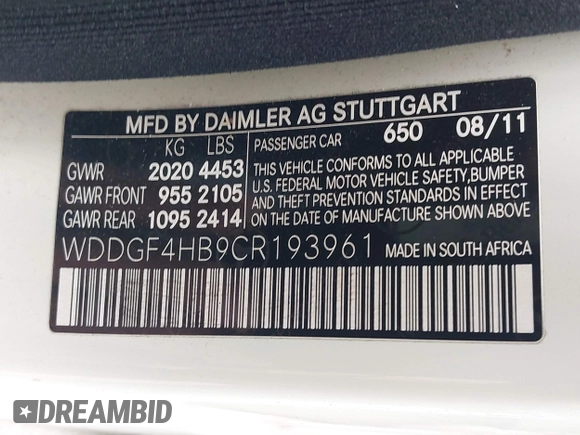 MFD BY DAIMLER AG STUTTGART
KG LBS PASSENGER CAR 650 08/11
GVWR 2020 4453
GAWR FRONT 955 2105
GAWR REAR 1095 2414
THIS VEHICLE CONFORMS TO ALL APPLICABLE
U.S. FEDERAL MOTOR VEHICLE SAFETY, BUMPER
AND THEFT PREVENTION STANDARDS IN EFFECT
ON THE DATE OF MANUFACTURE SHOWN ABOVE.
WDDGF4HB9CR193961 MADE IN SOUTH AFRICA
DREAMBID